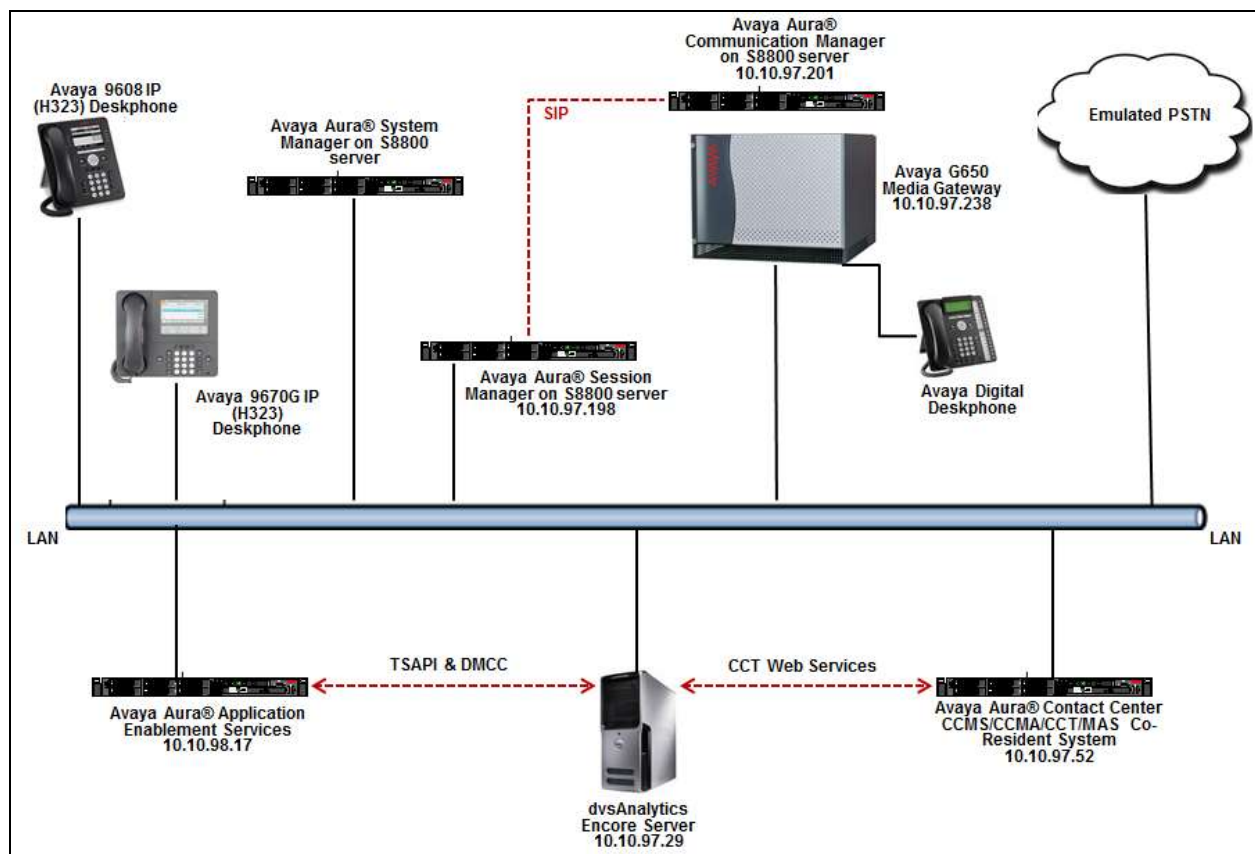 Avaya Aura®
Communication Manager
on S8800 server
10.10.97.201
Avaya 9608 IP
(H323) Deskphone
Avaya Aura® System
Manager on S8800
server
SIP
Emulated PSTN
Avaya G650
Media Gateway
10.10.97.238
Avaya 9670G IP
(H323)
Deskphone
Avaya Aura® Session
Manager on S8800 server
10.10.97.198
Avaya Digital
Deskphone
LAN
LAN
TSAPI & DMCC
CCT Web Services
Avaya Aura® Application
Enablement Services
10.10.98.17
Avaya Aura® Contact Center
CCMS/CCMA/CCT/MAS Co-
Resident System
10.10.97.52
dvsAnalytics
Encore Server
10.10.97.29